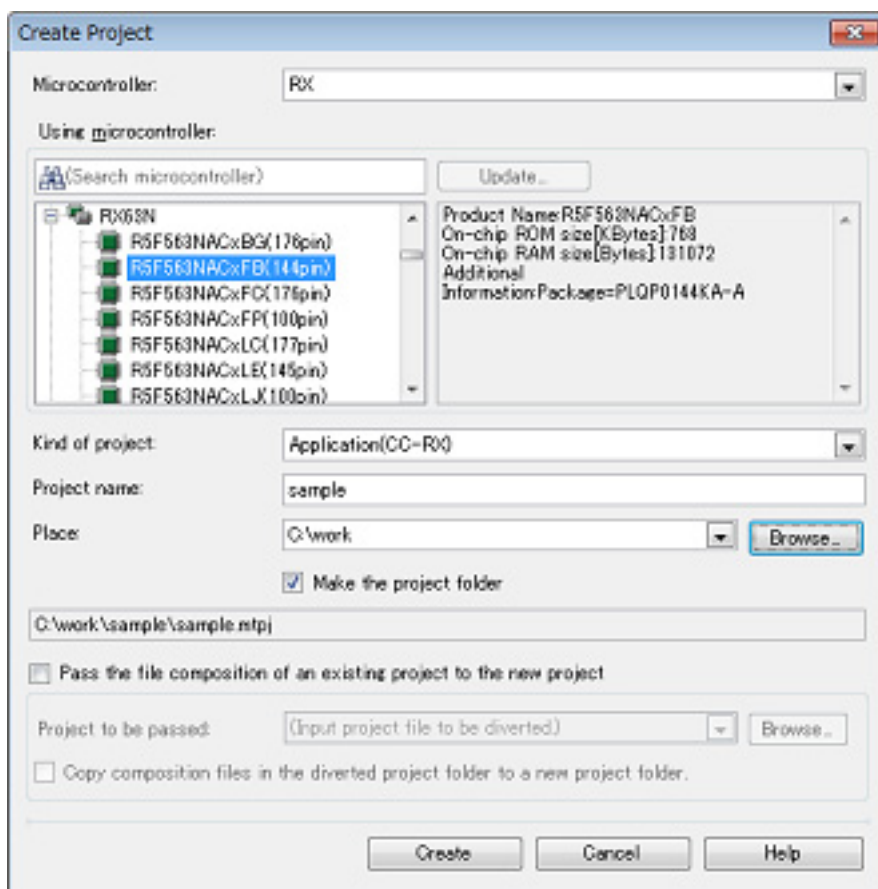 Create Project
Microcontroller: RX
Using microcontroller:
(Search microcontroller) Update...
RX63N
R5F563NACxBG(176pin)
R5F563NACxFB(144pin)
R5F563NACxFC(176pin)
R5F563NACxFP(100pin)
R5F563NACxLC(177pin)
R5F563NACxLE(145pin)
R5F563NACxLJ(100pin)
Product Name:R5F563NACxFB
On-chip ROM size[KBytes]:768
On-chip RAM size[Bytes]:131072
Additional
Information:Package=PLQP0144KA-A
Kind of project: Application(CC-RX)
Project name: sample
Place: C:\work Browse...
Make the project folder
C:\work\sample\sample.mtpj
Pass the file composition of an existing project to the new project
Project to be passed: (Input project file to be diverted.) Browse...
Copy composition files in the diverted project folder to a new project folder.
Create Cancel Help